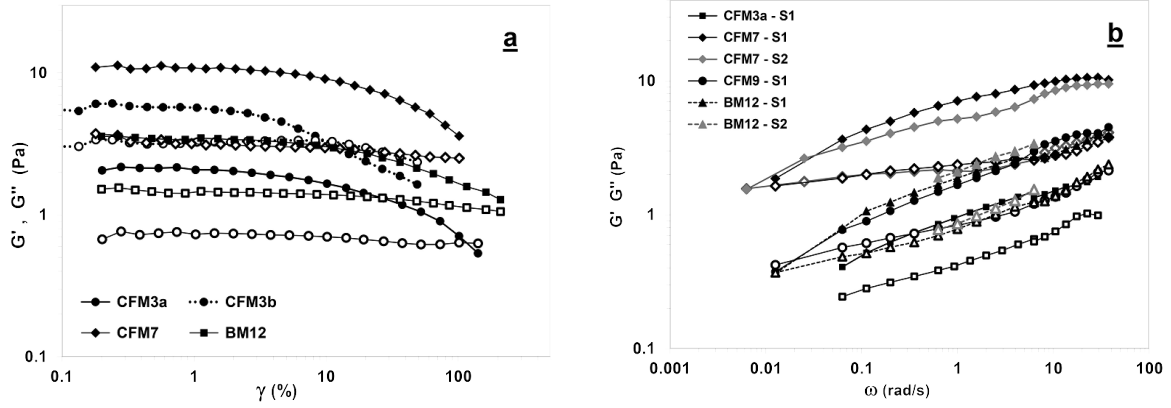 a
G' , G'' (Pa)
10
1
0.1
CFM3a
CFM3b
CFM7
BM12
0.1
1
10
100
γ (%)
b
CFM3a - S1
CFM7 - S1
CFM7 - S2
CFM9 - S1
BM12 - S1
BM12 - S2
G' G'' (Pa)
10
1
0.1
0.001
0.01
0.1
1
10
100
ω (rad/s)